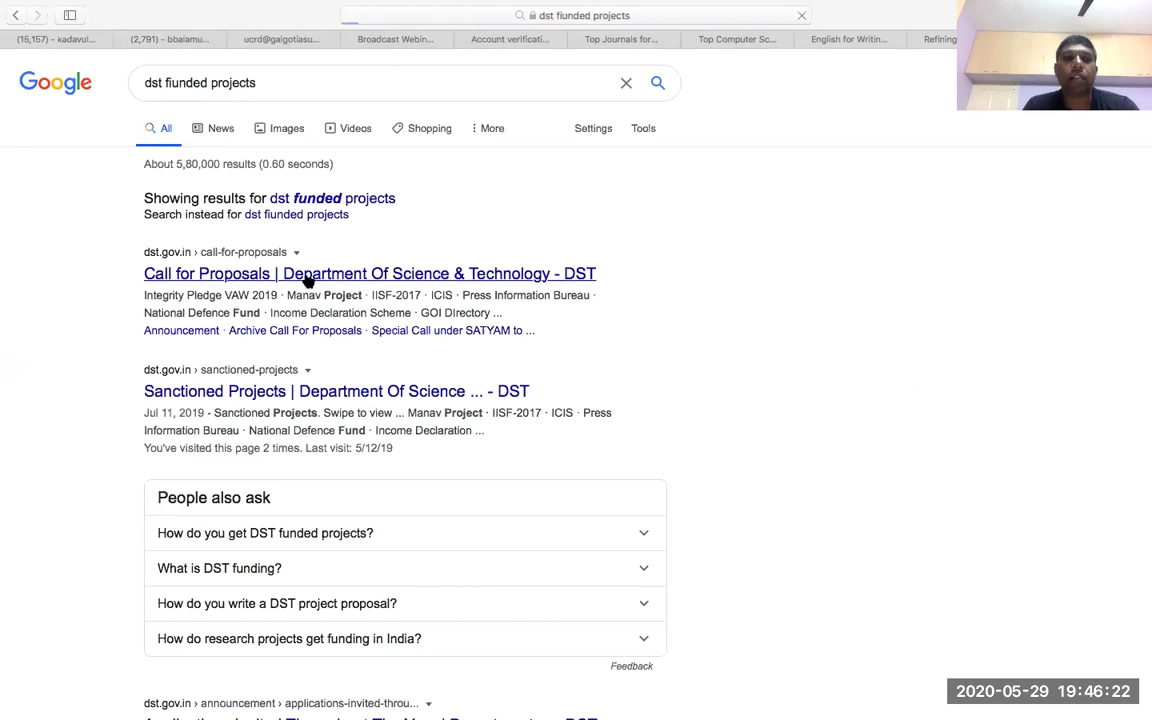 dst fiunded projects
(15,157) - kadavul...
(2,791) - bbaiamu...
ucrd@galgotiasu...
Broadcast Webin...
Account verificati...
Top Journals for...
Top Computer Sc...
English for Writin...
Refining
Google
dst fiunded projects
All
News
Images
Videos
Shopping
More
Settings
Tools
About 5,80,000 results (0.60 seconds)
Showing results for dst funded projects
Search instead for dst fiunded projects
dst.gov.in › call-for-proposals
Call for Proposals | Department Of Science & Technology - DST
Integrity Pledge VAW 2019 · Manav Project · IISF-2017 · ICIS · Press Information Bureau ·
National Defence Fund · Income Declaration Scheme · GOI DIrectory ...
Announcement · Archive Call For Proposals · Special Call under SATYAM to ...
dst.gov.in › sanctioned-projects
Sanctioned Projects | Department Of Science ... - DST
Jul 11, 2019 - Sanctioned Projects. Swipe to view ... Manav Project · IISF-2017 · ICIS · Press
Information Bureau · National Defence Fund · Income Declaration ...
You've visited this page 2 times. Last visit: 5/12/19
People also ask
How do you get DST funded projects?
What is DST funding?
How do you write a DST project proposal?
How do research projects get funding in India?
Feedback
dst.gov.in › announcement › applications-invited-throu...
2020-05-29 19:46:22